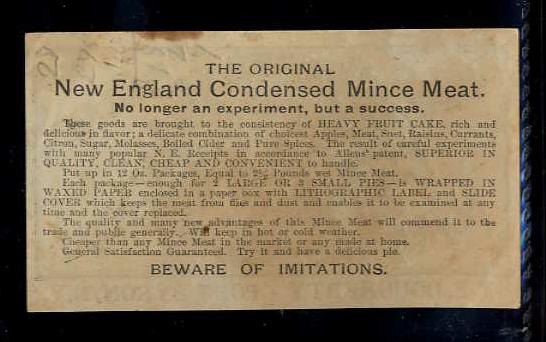 THE ORIGINAL
New England Condensed Mince Meat.
No longer an experiment, but a success.
These goods are brought to the consistency of HEAVY FRUIT CAKE, rich and
delicious in flavor; a delicate combination of choicest Apples, Meat, Suet, Raisins, Currants,
Citron, Sugar, Molasses, Boiled Cider and Pure Spices. The result of careful experiments
with many popular N. E. Receipts in accordance to Allens' patent, SUPERIOR IN
QUALITY, CLEAN, CHEAP AND CONVENIENT to handle.
Put up in 12 Oz. Packages, Equal to 2½ Pounds wet Mince Meat.
Each package—enough for 2 LARGE OR 3 SMALL PIES—is WRAPPED IN
WAXED PAPER enclosed in a paper box with LITHOGRAPHIC LABEL and SLIDE
COVER which keeps the meat from flies and dust and enables it to be examined at any
time and the cover replaced.
The quality and many new advantages of this Mince Meat will commend it to the
trade and public generally. Will keep in hot or cold weather.
Cheaper than any Mince Meat in the market or any made at home.
General Satisfaction Guaranteed. Try it and have a delicious pie.
BEWARE OF IMITATIONS.